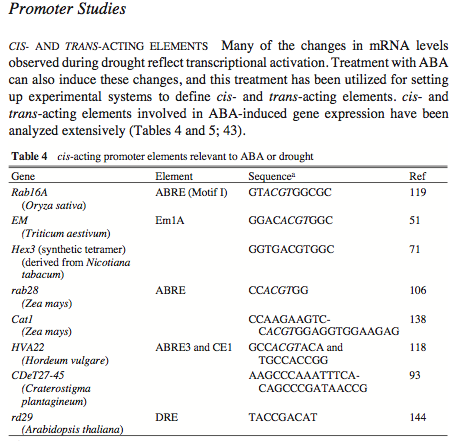 Promoter Studies
CIS- AND TRANS-ACTING ELEMENTS Many of the changes in mRNA levels
observed during drought reflect transcriptional activation. Treatment with ABA
can also induce these changes, and this treatment has been utilized for setting
up experimental systems to define cis- and trans-acting elements. cis- and
trans-acting elements involved in ABA-induced gene expression have been
analyzed extensively (Tables 4 and 5; 43).
Table 4 cis-acting promoter elements relevant to ABA or drought
Gene Element Sequenceª Ref
Rab16A ABRE (Motif I) GTACGTGGCGC 119
(Oryza sativa)
EM Em1A GGACACGTGGC 51
(Triticum aestivum)
Hex3 (synthetic tetramer) GGTGACGTGGC 71
(derived from Nicotiana
tabacum)
rab28 ABRE CCACGTGG 106
(Zea mays)
Cat1 CCAAGAAGTC- 138
(Zea mays) CACGTGGAGGTGGAAGAG
HVA22 ABRE3 and CE1 GCCACGTACA and 118
(Hordeum vulgare) TGCCACCGG
CDeT27-45 AAGCCCAAATTTCA- 93
(Craterostigma CAGCCCGATAACCG
plantagineum)
rd29 DRE TACCGACAT 144
(Arabidopsis thaliana)